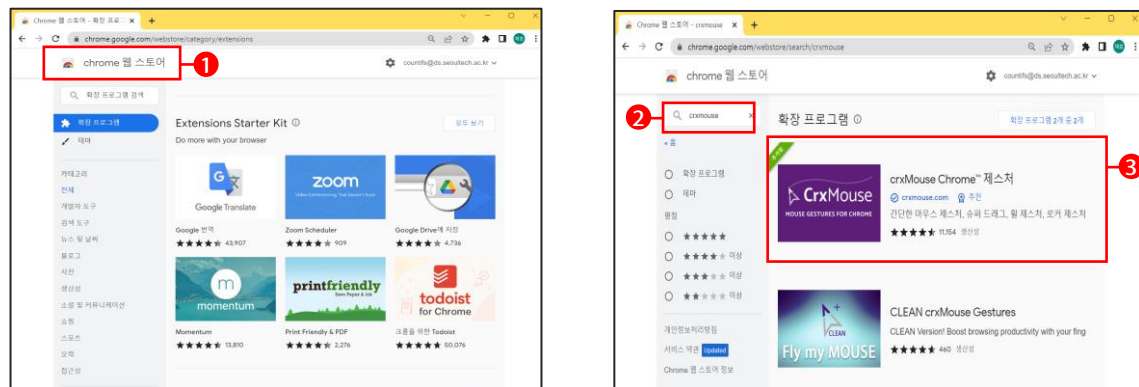 Chrome 웹 스토어 - 확장 프로그
chrome.google.com/webstore/category/extensions
chrome 웹 스토어
1
countifs@ds.seoultech.ac.kr
확장 프로그램 검색
확장 프로그램
테마
카테고리
전체
개발자 도구
검색 도구
뉴스 및 날씨
블로그
사진
생산성
소셜 및 커뮤니케이션
쇼핑
스포츠
오락
접근성
Extensions Starter Kit
모두 보기
Do more with your browser
Google Translate
Google 번역
43,907
zoom
Zoom Scheduler
909
Google Drive에 저장
4,736
momentum
Momentum
13,810
printfriendly
Save Paper & Ink
Print Friendly & PDF
2,276
todoist
for Chrome
크롬을 위한 Todoist
50,076
Chrome 웹 스토어 - crxmouse
chrome.google.com/webstore/search/crxmouse
chrome 웹 스토어
countifs@ds.seoultech.ac.kr
2
crxmouse
« 홈
확장 프로그램
테마
평점
이상
이상
이상
개인정보처리방침
서비스 약관 Updated
Chrome 웹 스토어 정보
확장 프로그램
확장 프로그램 2개 중 2개
3
CrxMouse
MOUSE GESTURES FOR CHROME
crxMouse Chrome™ 제스처
crxmouse.com 추천
간단한 마우스 제스처, 슈퍼 드래그, 휠 제스처, 로커 제스처
11,154 생산성
CLEAN
Fly my MOUSE
CLEAN crxMouse Gestures
CLEAN Version! Boost browsing productivity with your fing
460 생산성